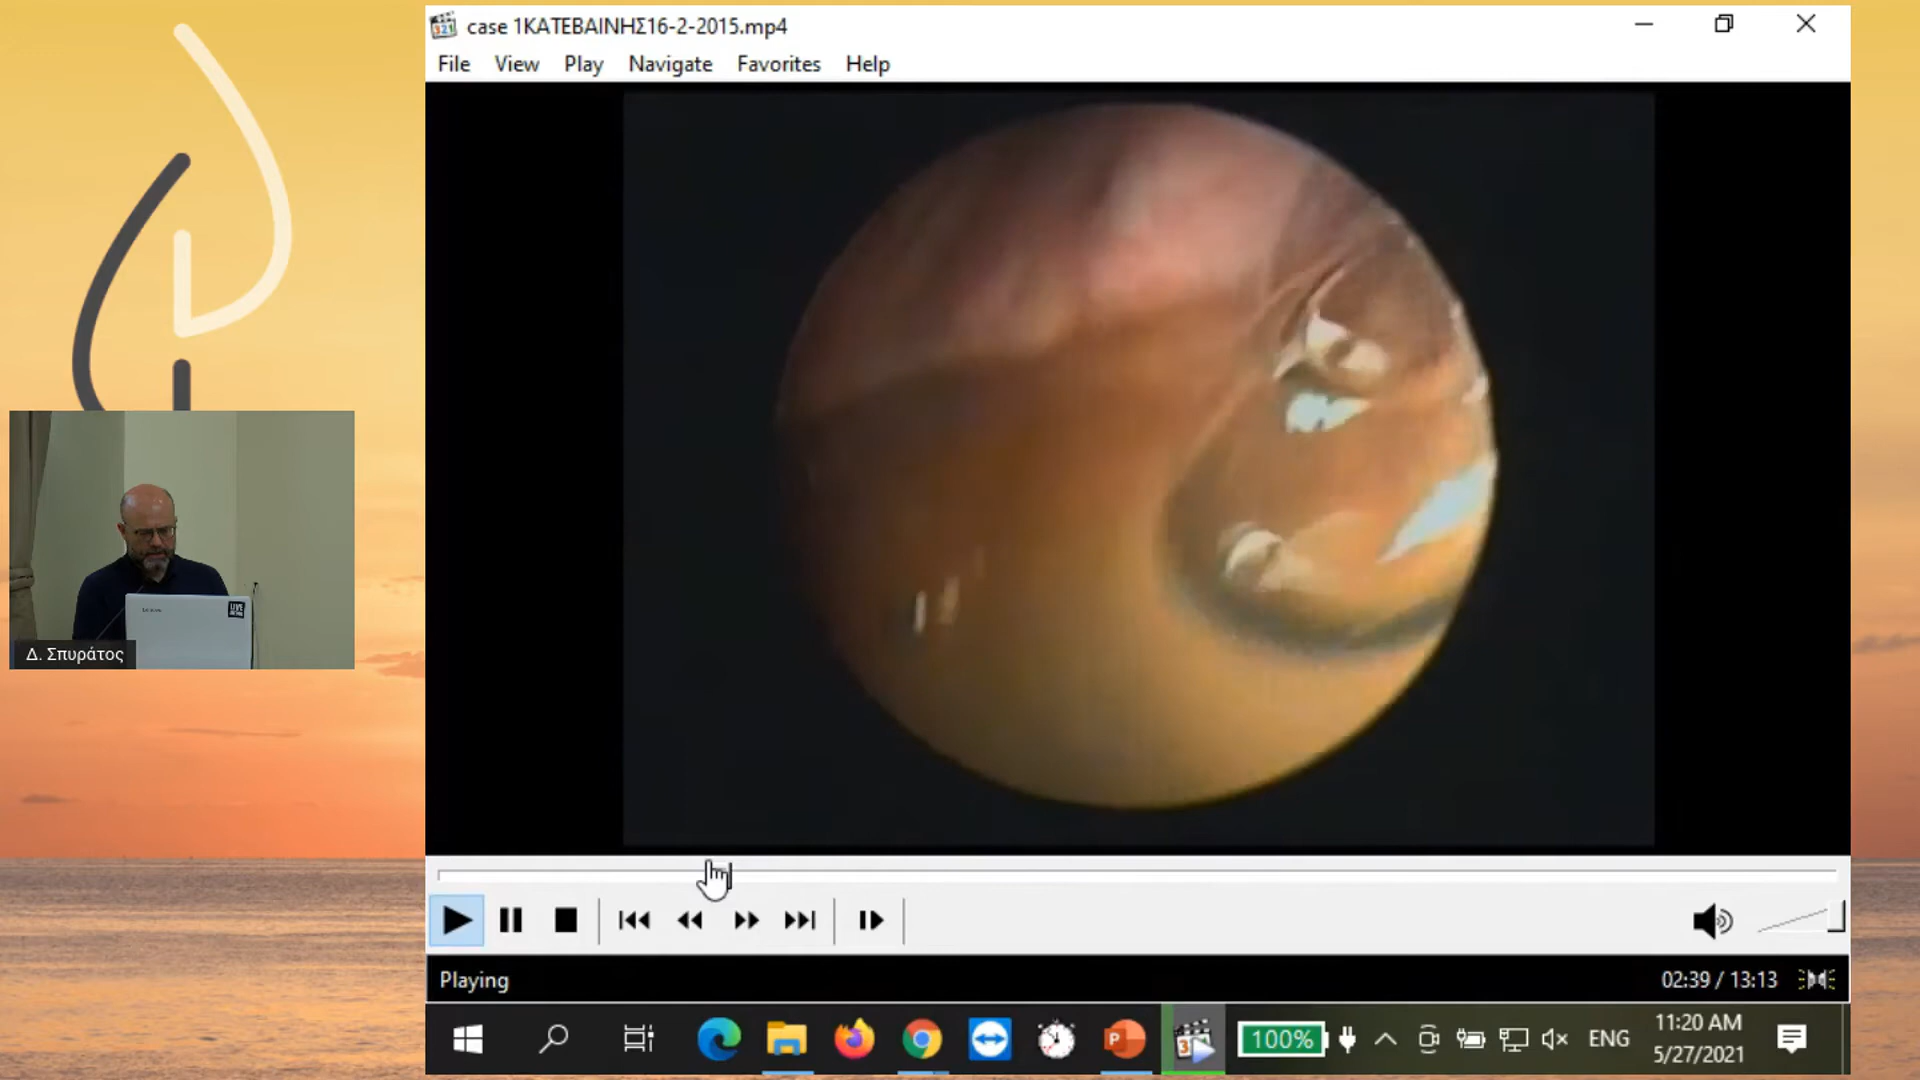 case 1ΚΑΤΕΒΑΙΝΗΣ16-2-2015.mp4
File View Play Navigate Favorites Help
Δ. Σπυράτος
Playing
02:39 / 13:13
100%
ENG
11:20 AM
5/27/2021